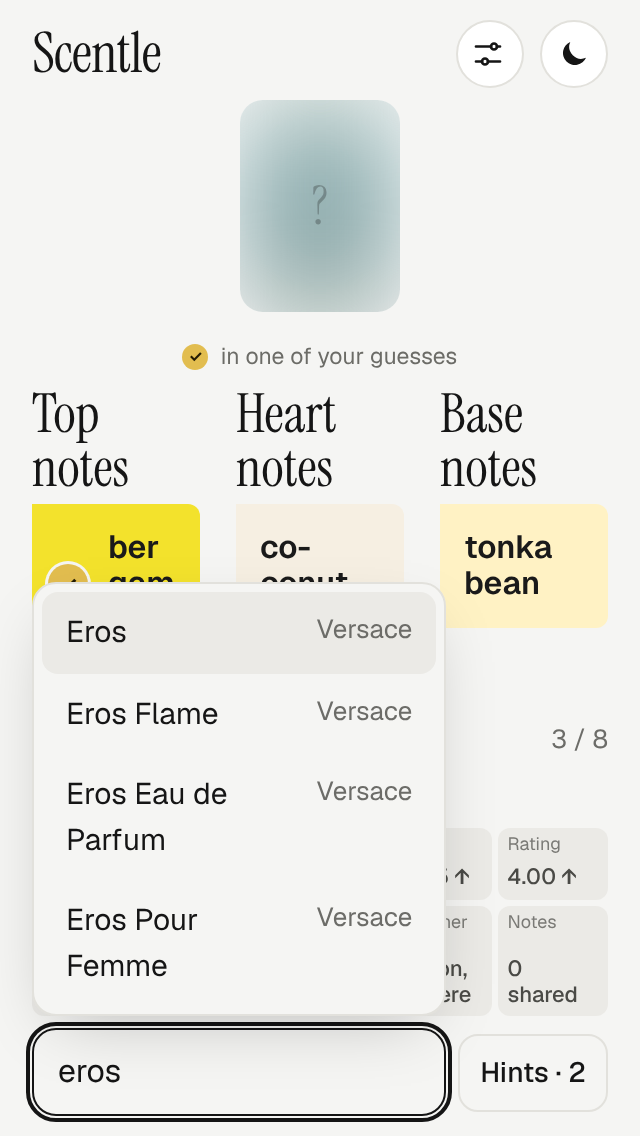 Scentle
?
in one of your guesses
Top
notes
Heart
notes
Base
notes
ber
co-
tonka
bean
Eros Versace
Eros Flame Versace
Eros Eau de Versace
Parfum
Eros Pour Versace
Femme
3 / 8
Rating
4.00 ↑
Notes
0
shared
eros
Hints · 2